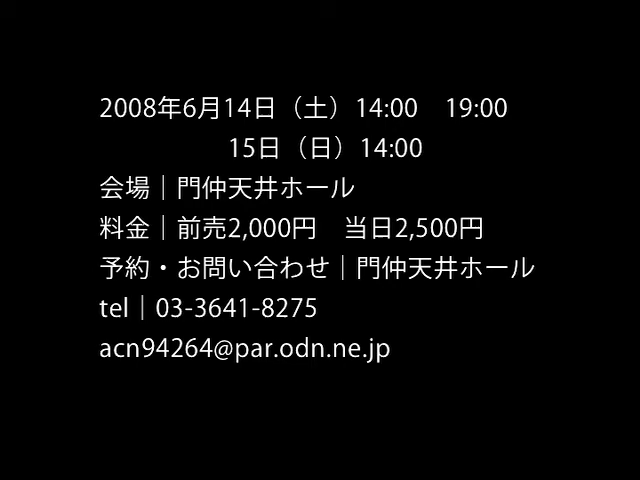 2008年6月14日（土）14:00　19:00
15日（日）14:00
会場｜門仲天井ホール
料金｜前売2,000円　当日2,500円
予約・お問い合わせ｜門仲天井ホール
tel｜03-3641-8275
acn94264@par.odn.ne.jp